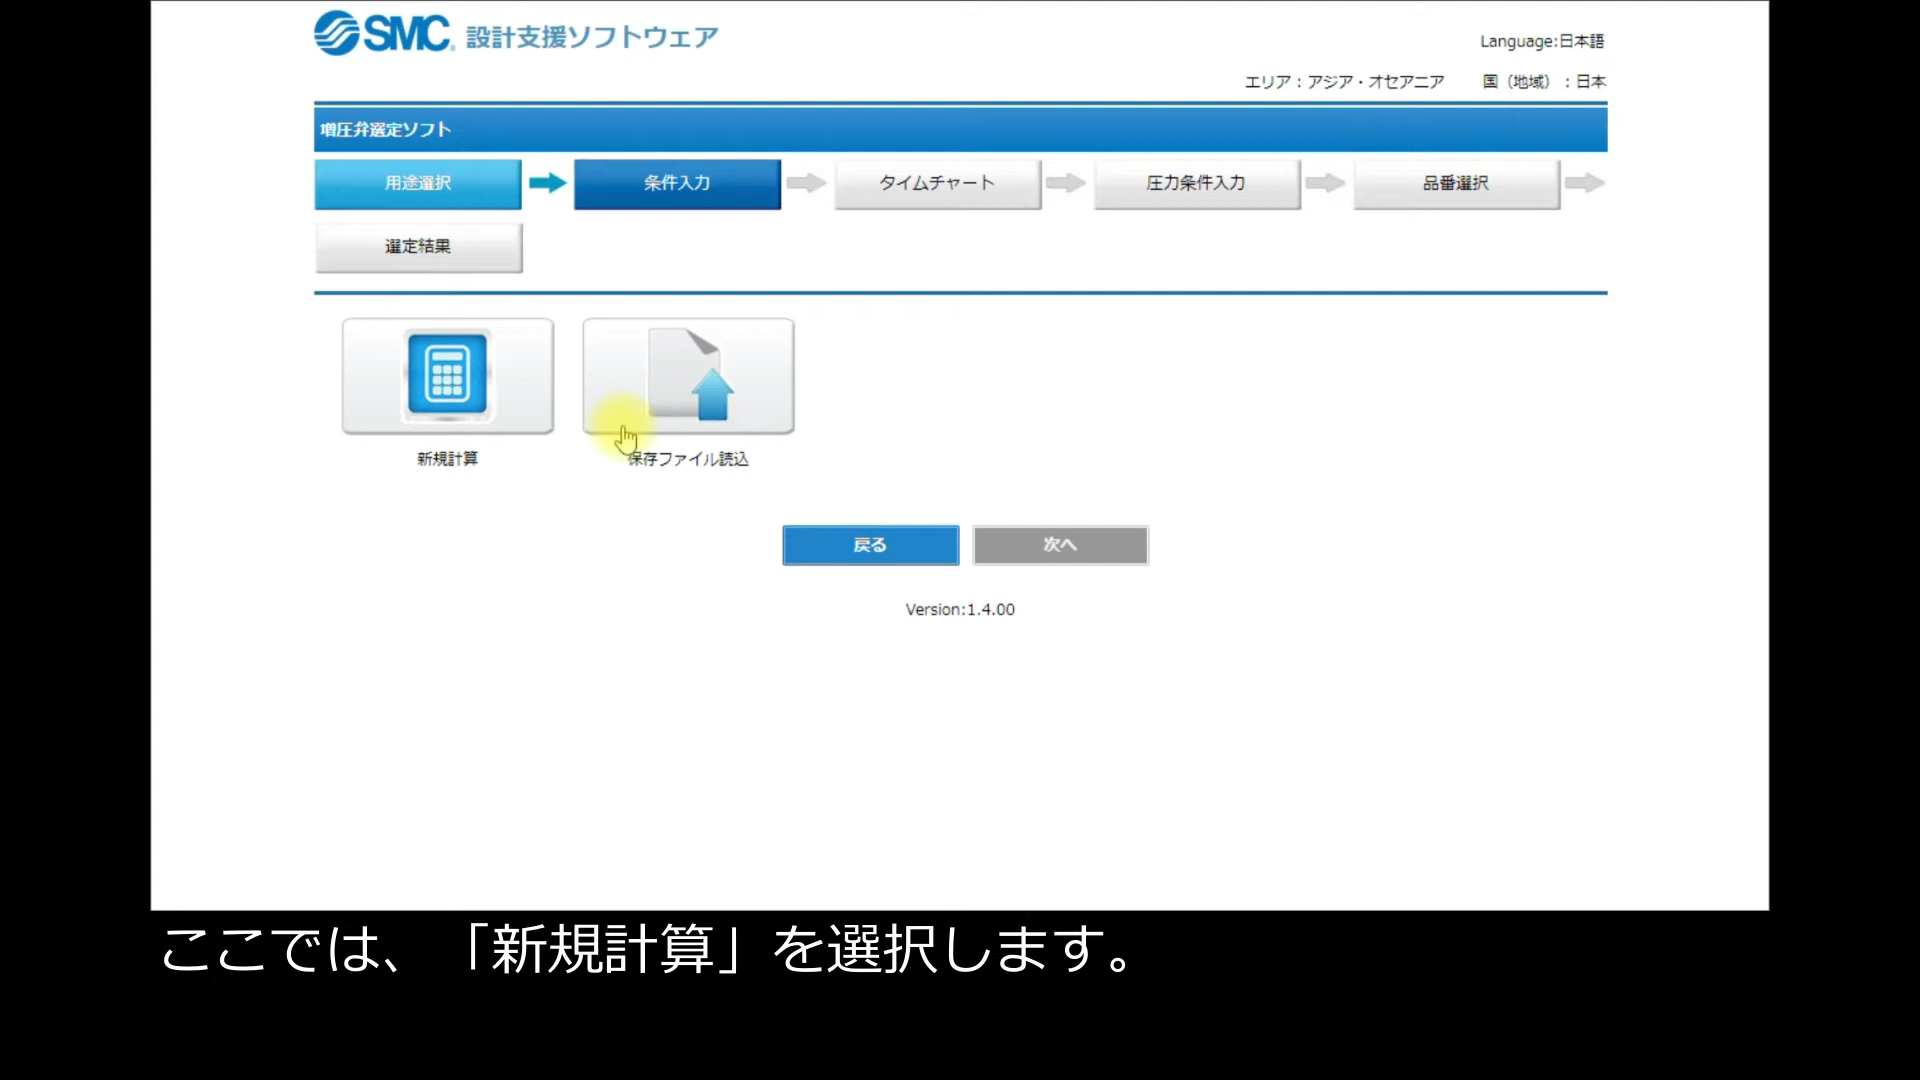 SMC 設計支援ソフトウェア
Language:日本語
エリア：アジア・オセアニア 国（地域）：日本
増圧弁選定ソフト
用途選択 条件入力 タイムチャート 圧力条件入力 品番選択
選定結果
新規計算 保存ファイル読込
戻る 次へ
Version:1.4.00
ここでは、「新規計算」を選択します。